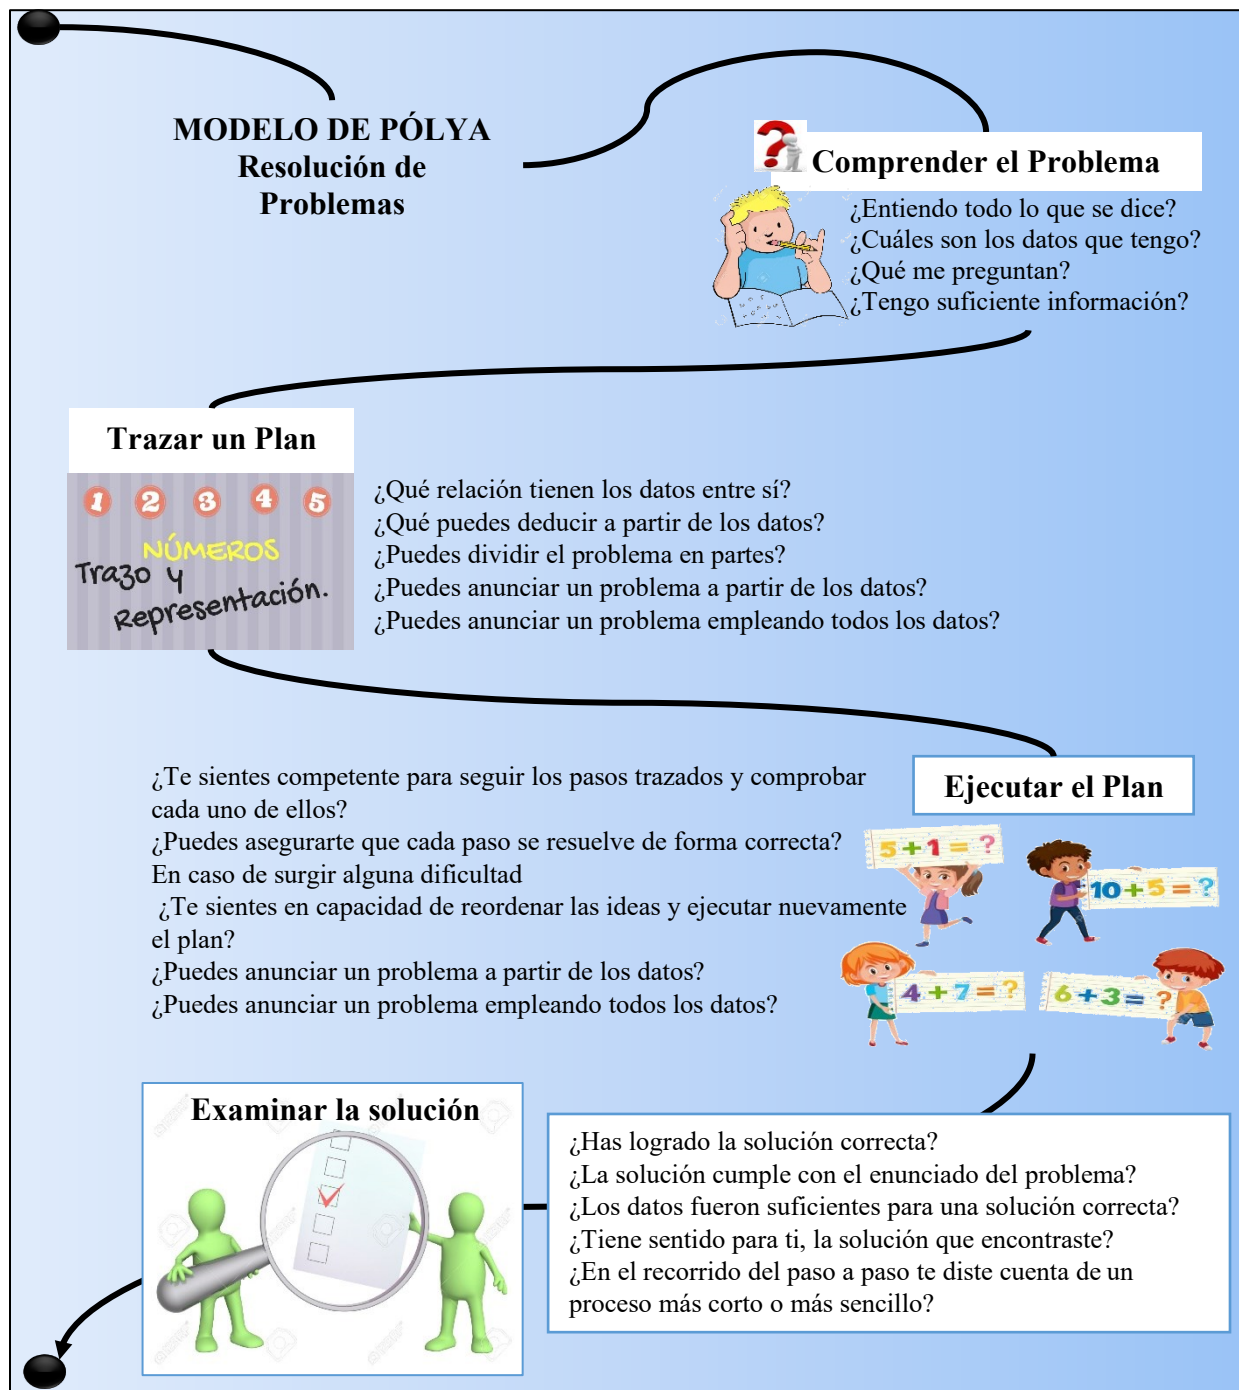 MODELO DE PÓLYA
Resolución de
Problemas
?
Comprender el Problema
¿Entiendo todo lo que se dice?
¿Cuáles son los datos que tengo?
¿Qué me preguntan?
¿Tengo suficiente información?
Trazar un Plan
1 2 3 4 5
NÚMEROS
Trazo y
Representación.
¿Qué relación tienen los datos entre sí?
¿Qué puedes deducir a partir de los datos?
¿Puedes dividir el problema en partes?
¿Puedes anunciar un problema a partir de los datos?
¿Puedes anunciar un problema empleando todos los datos?
Ejecutar el Plan
¿Te sientes competente para seguir los pasos trazados y comprobar
cada uno de ellos?
¿Puedes asegurarte que cada paso se resuelve de forma correcta?
En caso de surgir alguna dificultad
¿Te sientes en capacidad de reordenar las ideas y ejecutar nuevamente
el plan?
¿Puedes anunciar un problema a partir de los datos?
¿Puedes anunciar un problema empleando todos los datos?
5 + 1 = ?
10 + 5 = ?
4 + 7 = ?
6 + 3 = ?
Examinar la solución
¿Has logrado la solución correcta?
¿La solución cumple con el enunciado del problema?
¿Los datos fueron suficientes para una solución correcta?
¿Tiene sentido para ti, la solución que encontraste?
¿En el recorrido del paso a paso te diste cuenta de un
proceso más corto o más sencillo?